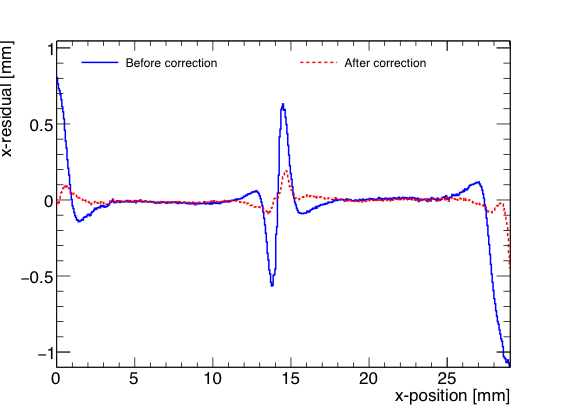 x-residual [mm]
Before correction After correction
1
0.5
0
−0.5
−1
0 5 10 15 20 25
x-position [mm]